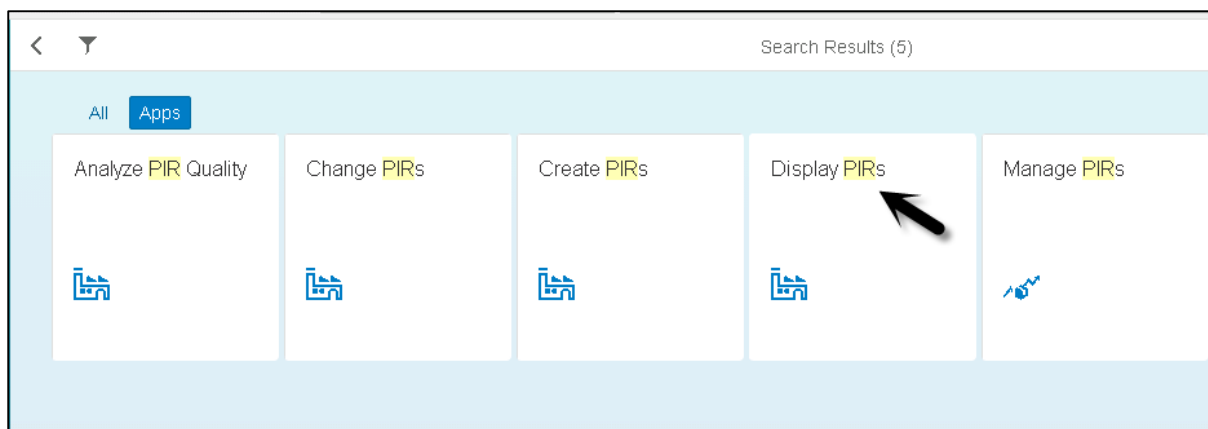 Search Results (5)
All Apps
Analyze PIR Quality
Change PIRs
Create PIRs
Display PIRs
Manage PIRs